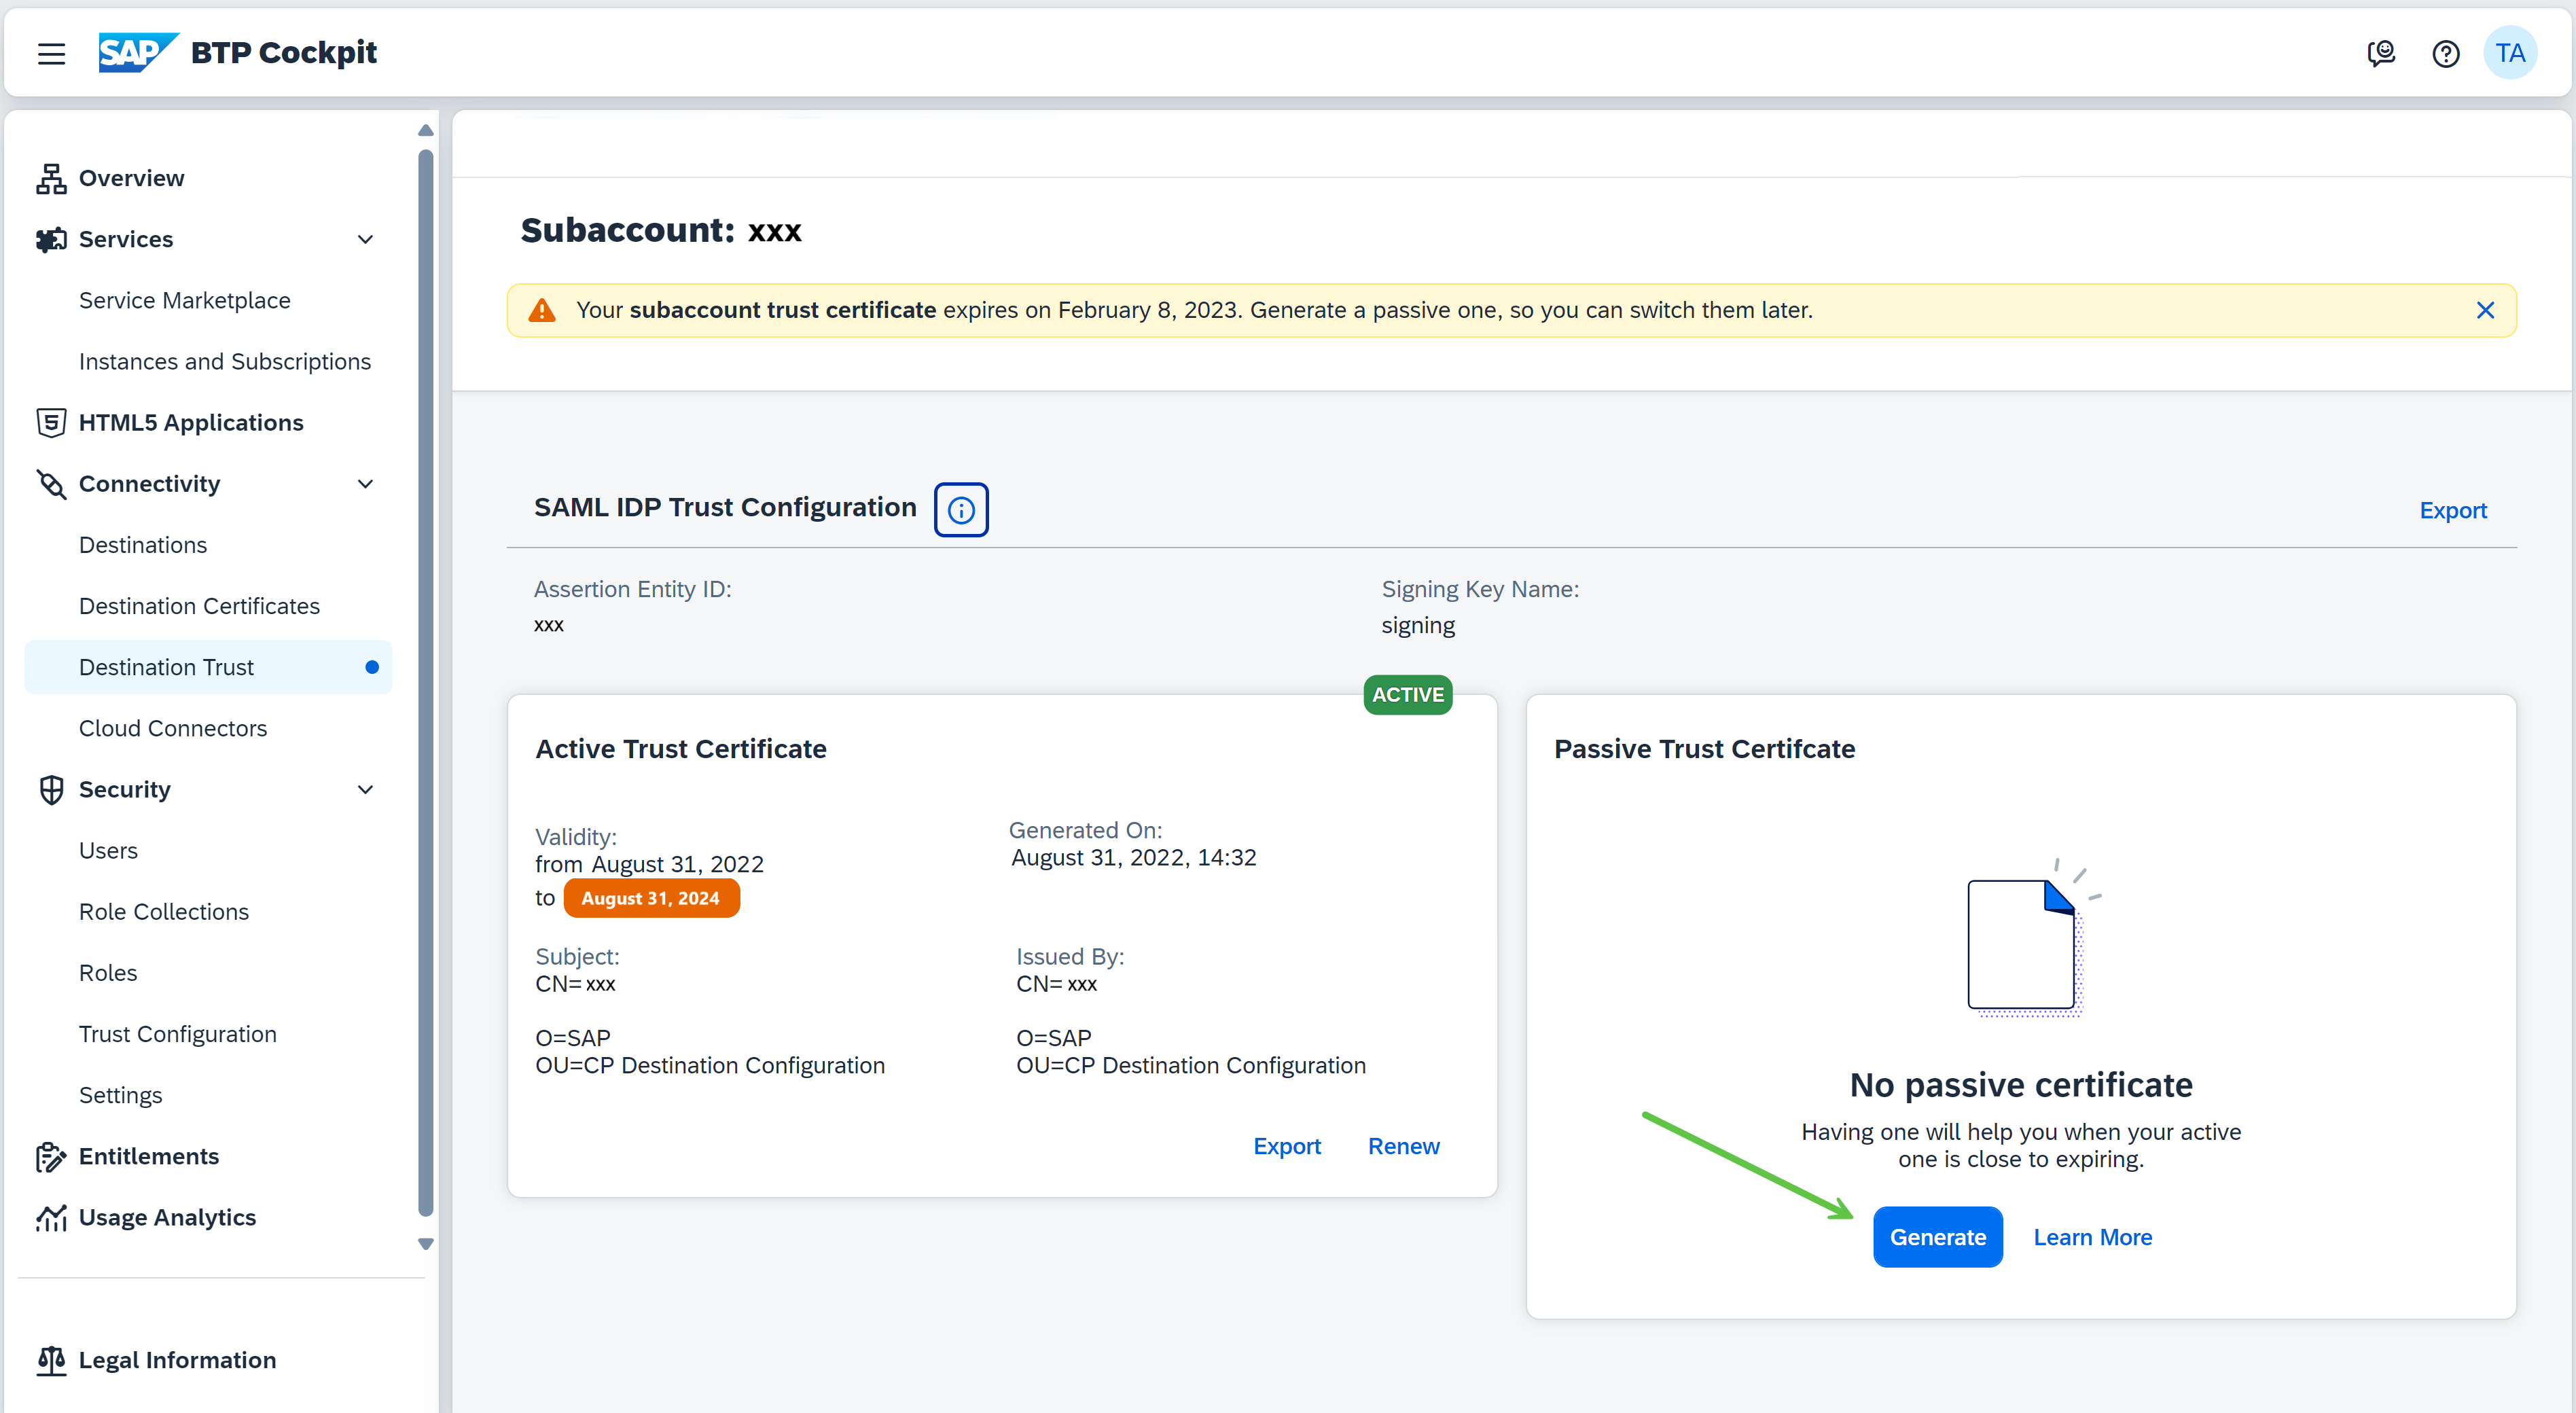 SAP BTP Cockpit
TA
Overview
Services
Service Marketplace
Instances and Subscriptions
5 HTML5 Applications
Connectivity
Destinations
Destination Certificates
Destination Trust
Cloud Connectors
Security
Users
Role Collections
Roles
Trust Configuration
Settings
Entitlements
Usage Analytics
Legal Information
Subaccount: xxx
Your subaccount trust certificate expires on February 8, 2023. Generate a passive one, so you can switch them later.
SAML IDP Trust Configuration
Export
Assertion Entity ID:
xxx
Signing Key Name:
signing
ACTIVE
Active Trust Certificate
Validity:
from August 31, 2022
to August 31, 2024
Generated On:
August 31, 2022, 14:32
Subject:
CN= xxx
O=SAP
OU=CP Destination Configuration
Issued By:
CN= xxx
O=SAP
OU=CP Destination Configuration
Export Renew
Passive Trust Certifcate
No passive certificate
Having one will help you when your active
one is close to expiring.
Generate Learn More